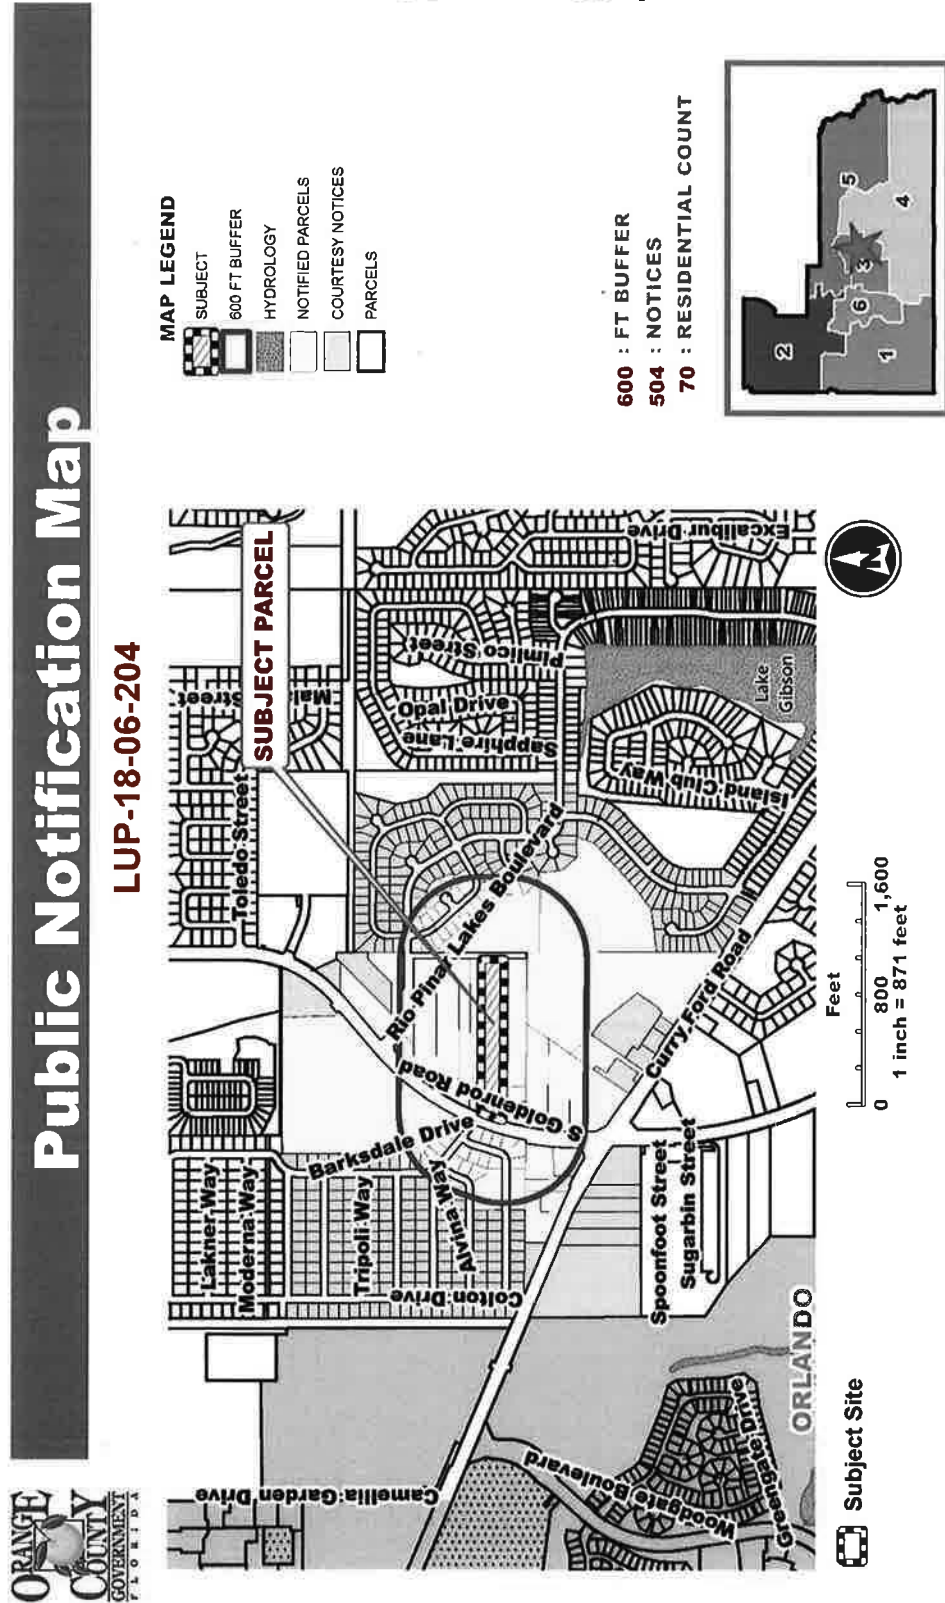 Public Notification Map
ORANGE
COUNTY
GOVERNMENT
FLORIDA
LUP-18-06-204
MAP LEGEND
SUBJECT
600 FT BUFFER
HYDROLOGY
NOTIFIED PARCELS
COURTESY NOTICES
PARCELS
600 : FT BUFFER
504 : NOTICES
70 : RESIDENTIAL COUNT
2
5
3
6
4
1
SUBJECT PARCEL
Lakner Way
Moderna Way
Toledo Street
Barksdale Drive
Tripoli Way
Alvina Way
Colton Drive
Camellia Garden Drive
S Goldenrod Road
Rio Pinar Lakes Boulevard
Opal Drive
Sapphire Lane
Pimlico Street
Excalibur Drive
Island Club Way
Lake
Gibson
Curry Ford Road
Spoonfoot Street
Sugarbin Street
Woodgate Boulevard
Greengate Drive
ORLANDO
Subject Site
Feet
0 800 1,600
1 inch = 871 feet
N